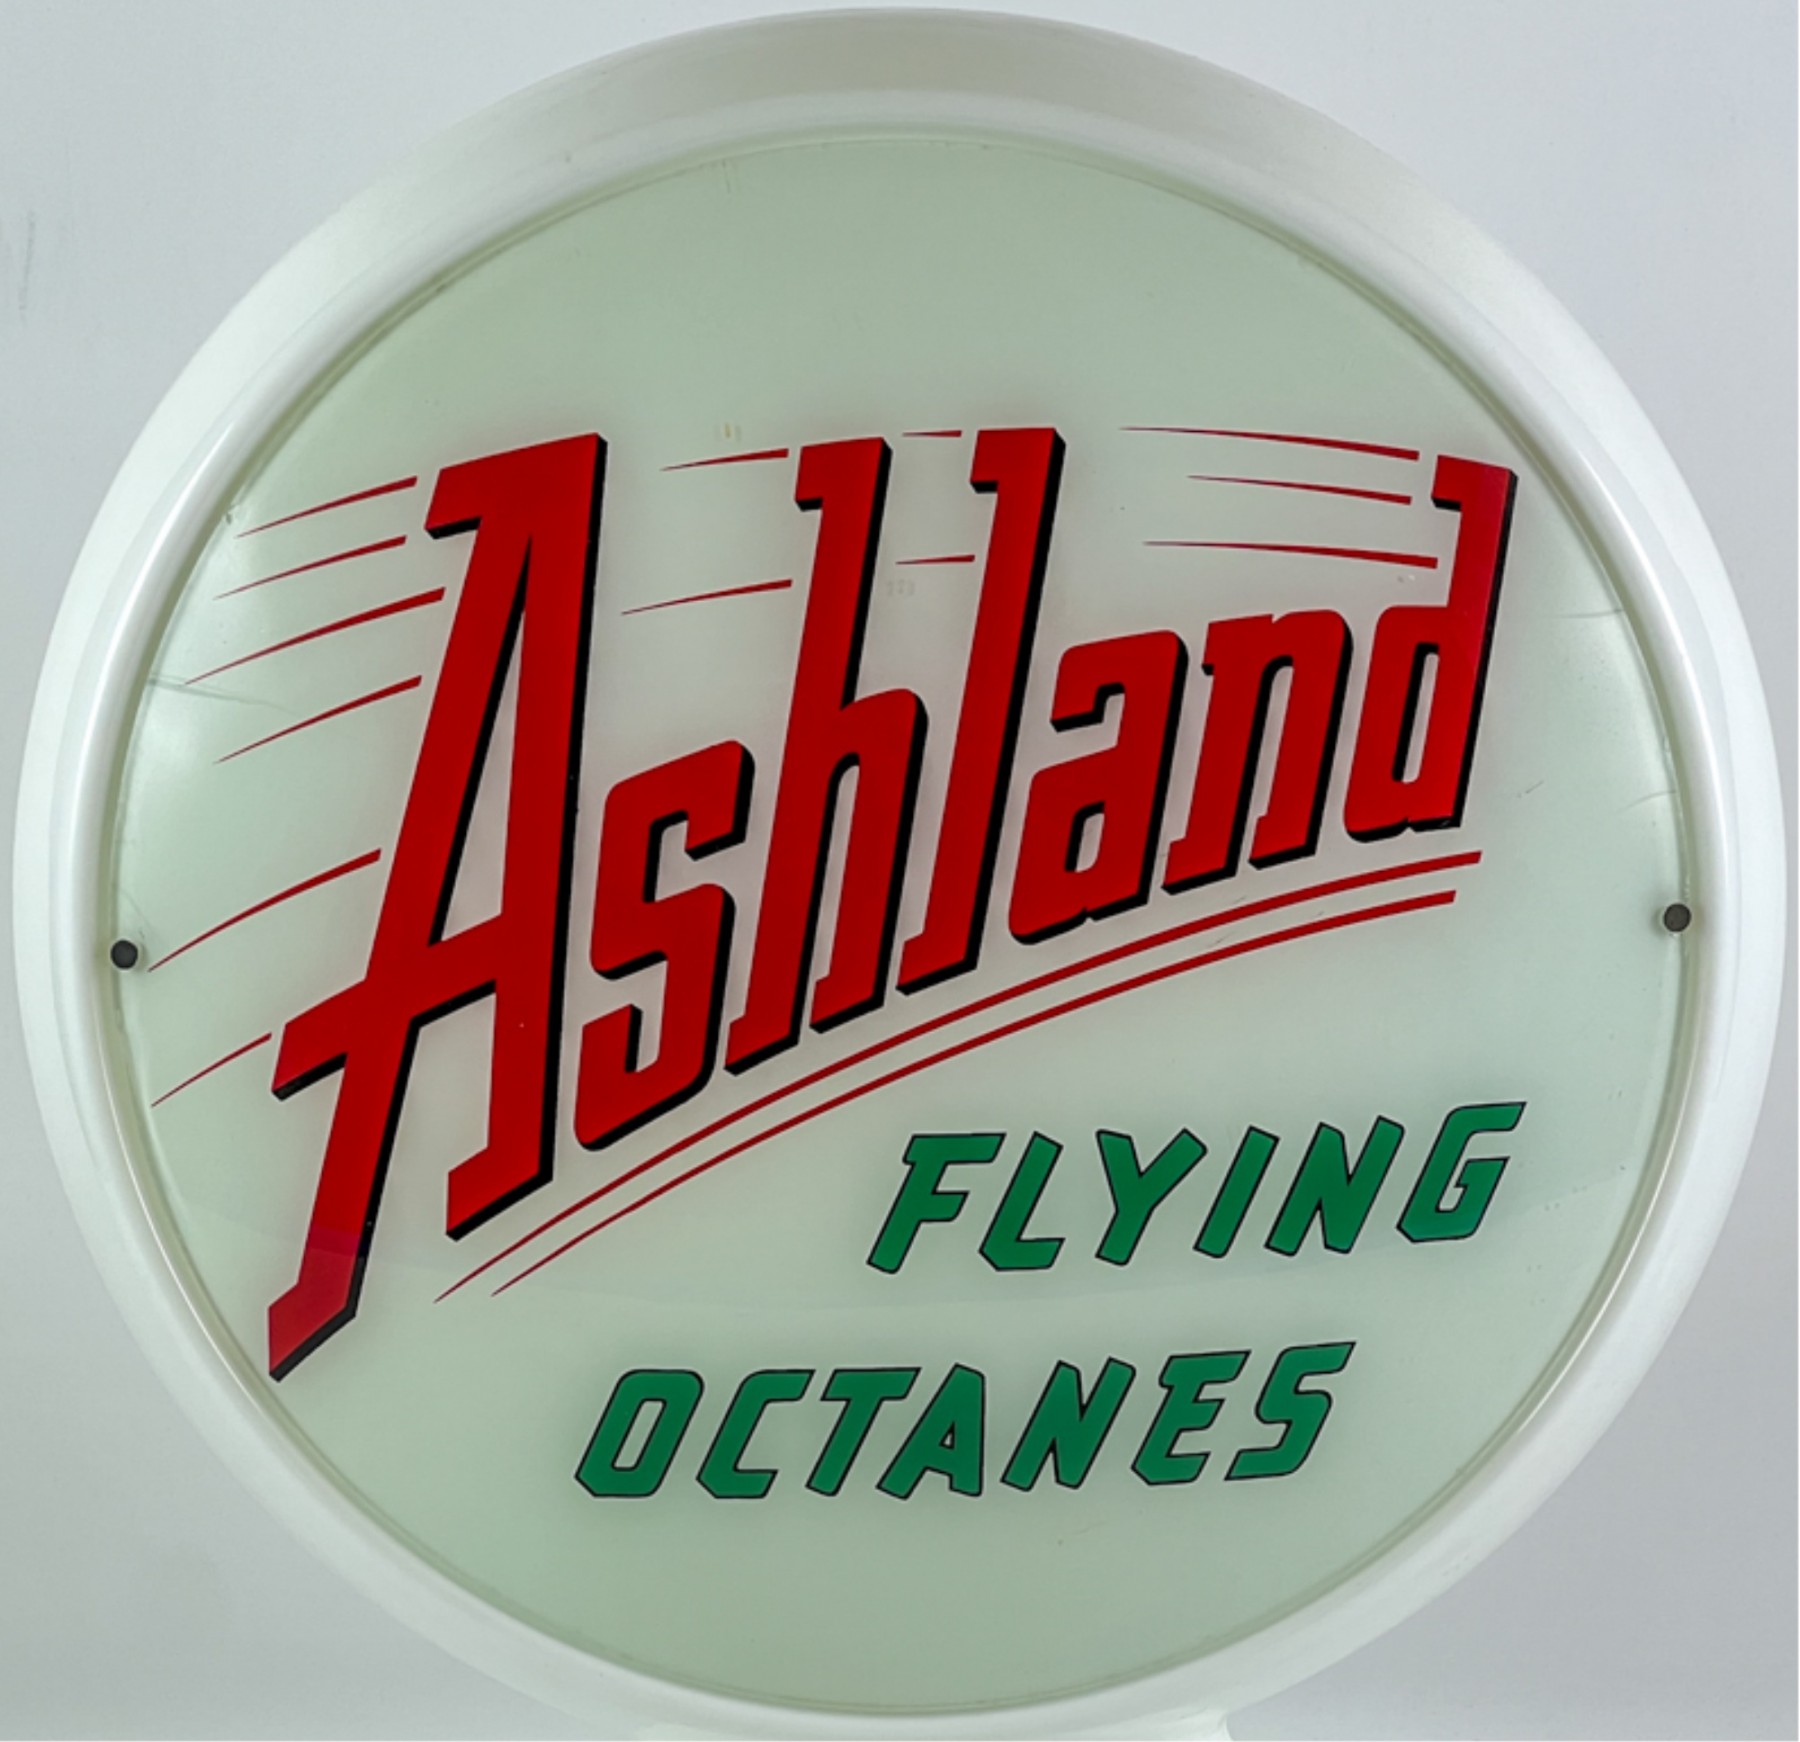 Ashland
FLYING
OCTANES